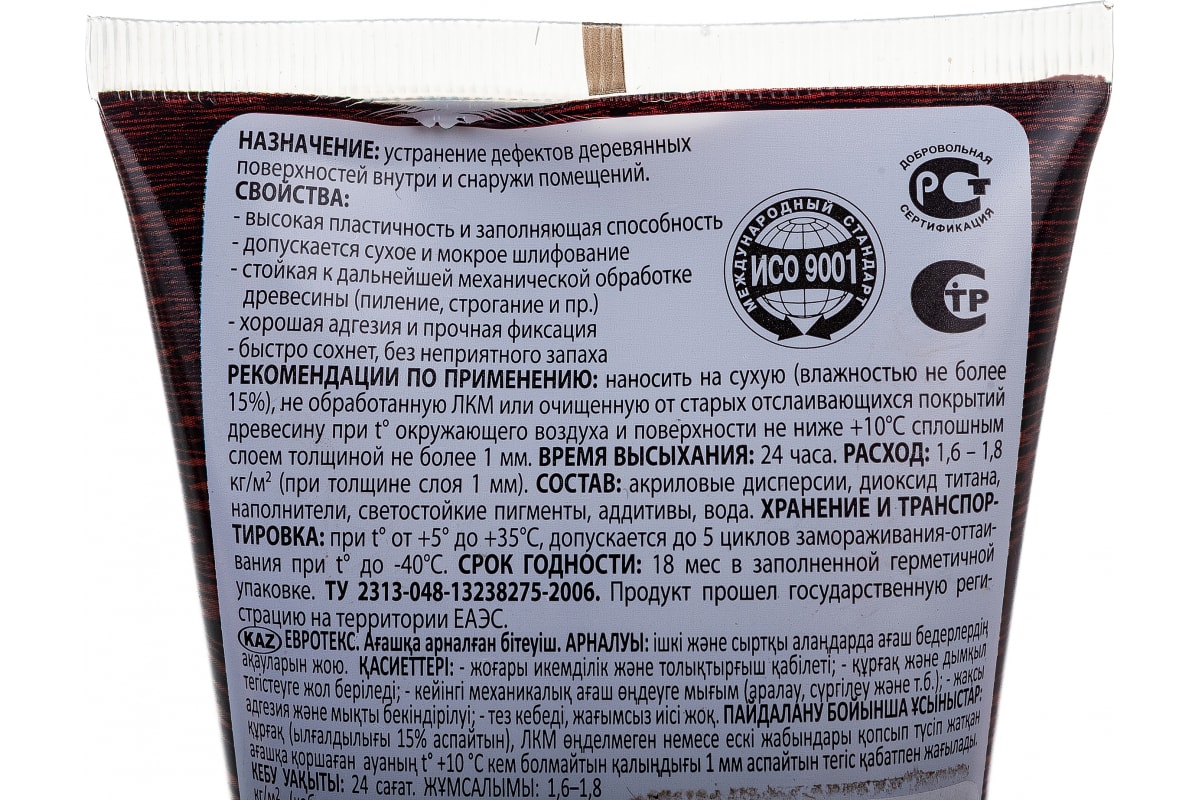 НАЗНАЧЕНИЕ: устранение дефектов деревянных
поверхностей внутри и снаружи помещений.
СВОЙСТВА:
- высокая пластичность и заполняющая способность
- допускается сухое и мокрое шлифование
- стойкая к дальнейшей механической обработке
древесины (пиление, строгание и пр.)
- хорошая адгезия и прочная фиксация
- быстро сохнет, без неприятного запаха
МЕЖДУНАРОДНЫЙ СТАНДАРТ
ИСО 9001
ДОБРОВОЛЬНАЯ
РСТ
СЕРТИФИКАЦИЯ
СТР
РЕКОМЕНДАЦИИ ПО ПРИМЕНЕНИЮ: наносить на сухую (влажностью не более
15%), не обработанную ЛКМ или очищенную от старых отслаивающихся покрытий
древесину при t° окружающего воздуха и поверхности не ниже +10°С сплошным
слоем толщиной не более 1 мм. ВРЕМЯ ВЫСЫХАНИЯ: 24 часа. РАСХОД: 1,6 – 1,8
кг/м² (при толщине слоя 1 мм). СОСТАВ: акриловые дисперсии, диоксид титана,
наполнители, светостойкие пигменты, аддитивы, вода. ХРАНЕНИЕ И ТРАНСПОР-
ТИРОВКА: при t° от +5° до +35°С, допускается до 5 циклов замораживания-оттаи-
вания при t° до -40°С. СРОК ГОДНОСТИ: 18 мес в заполненной герметичной
упаковке. ТУ 2313-048-13238275-2006. Продукт прошел государственную реги-
страцию на территории ЕАЭС.
KAZ ЕВРОТЕКС. Ағашқа арналған бітеуіш. АРНАЛУЫ: ішкі және сыртқы алаңдарда ағаш бедерлердің
ақауларын жою. ҚАСИЕТТЕРІ: - жоғары икемділік және толықтырғыш қабілеті; - құрғақ және дымқыл
тегістеуге жол беріледі; - кейінгі механикалық ағаш өңдеуге мығым (аралау, сүргілеу және т.б.); - жақсы
адгезия және мықты бекіндірілуі; - тез кебеді, жағымсыз иісі жоқ. ПАЙДАЛАНУ БОЙЫНША ҰСЫНЫСТАР:
құрғақ (ылғалдылығы 15% аспайтын), ЛКМ өңделмеген немесе ескі жабындары қопсып түсіп жатқан
ағашқа қоршаған ауаның t° +10 °С кем болмайтын қалыңдығы 1 мм аспайтын тегіс қабатпен жағылады.
КЕБУ УАҚЫТЫ: 24 сағат. ЖҰМСАЛЫМЫ: 1,6–1,8
кг/м²